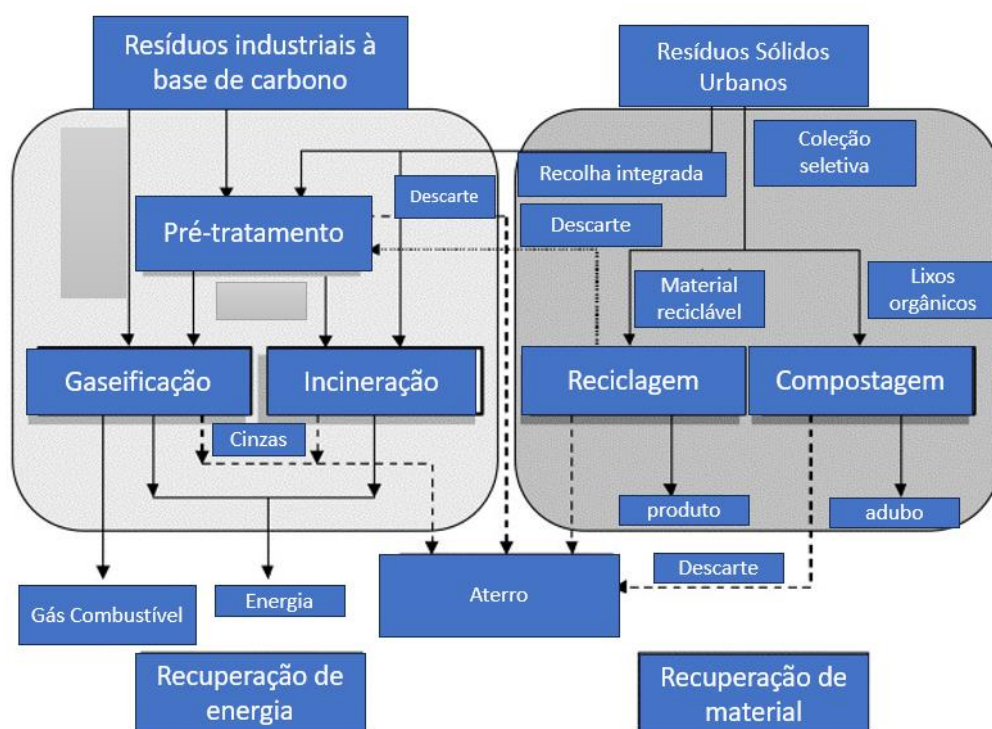 Resíduos industriais à
base de carbono
Resíduos Sólidos
Urbanos
Coleção
seletiva
Recolha integrada
Descarte
Descarte
Pré-tratamento
Material
reciclável
Lixos
orgânicos
Gaseificação
Incineração
Reciclagem
Compostagem
Cinzas
produto
adubo
Descarte
Aterro
Energia
Gás Combustível
Recuperação de
energia
Recuperação de
material